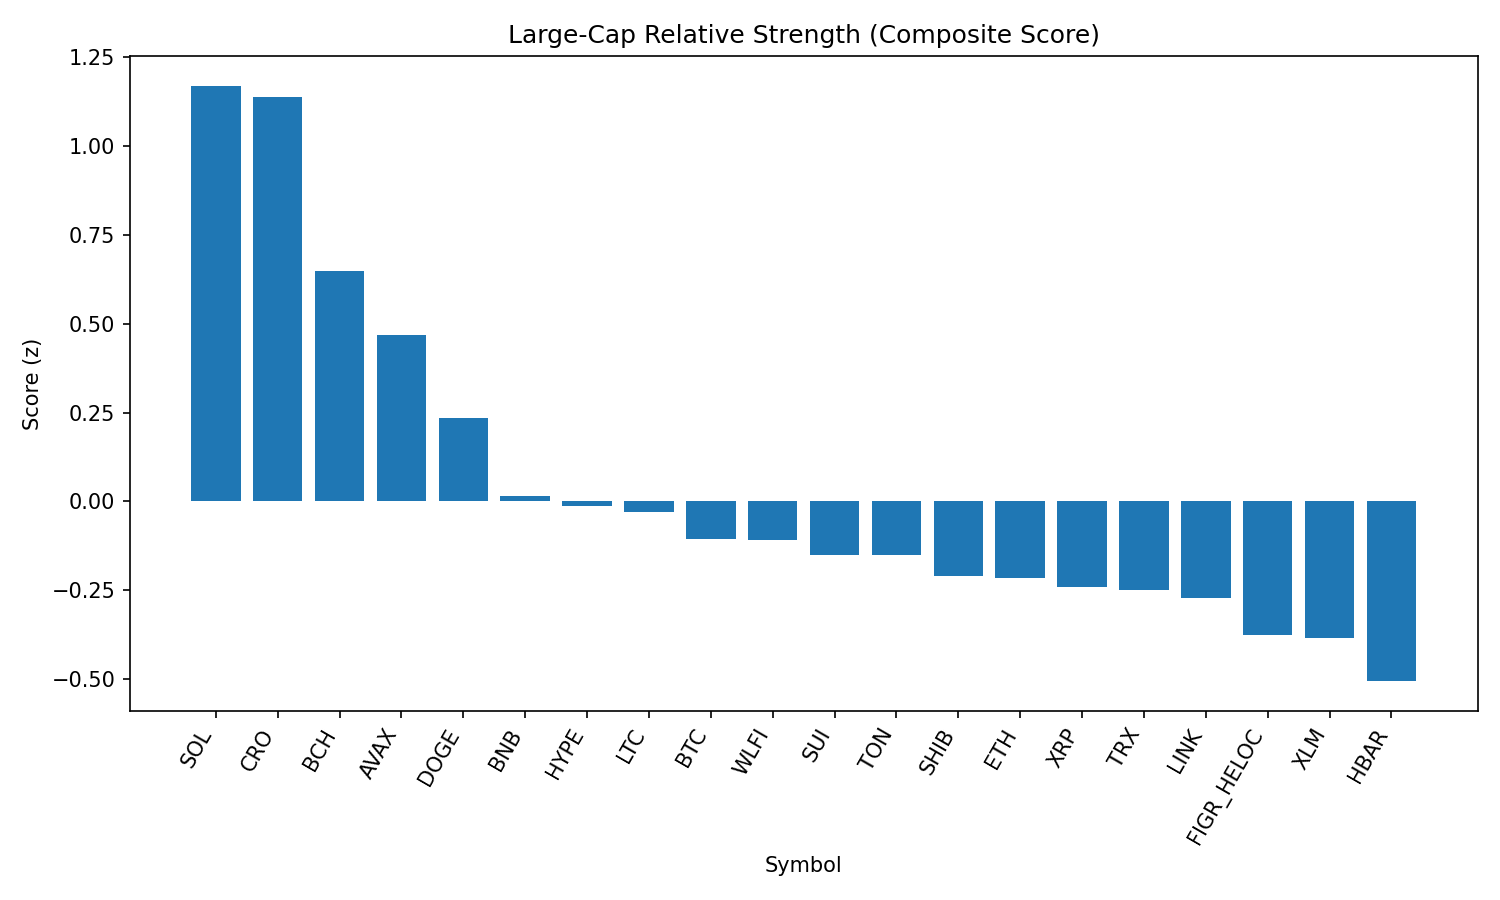 Large-Cap Relative Strength (Composite Score)
1.25
1.00
0.75
0.50
0.25
0.00
−0.25
−0.50
Score (z)
SOL
CRO
BCH
AVAX
DOGE
BNB
HYPE
LTC
BTC
WLFI
SUI
TON
SHIB
ETH
XRP
TRX
LINK
FIGR_HELOC
XLM
HBAR
Symbol